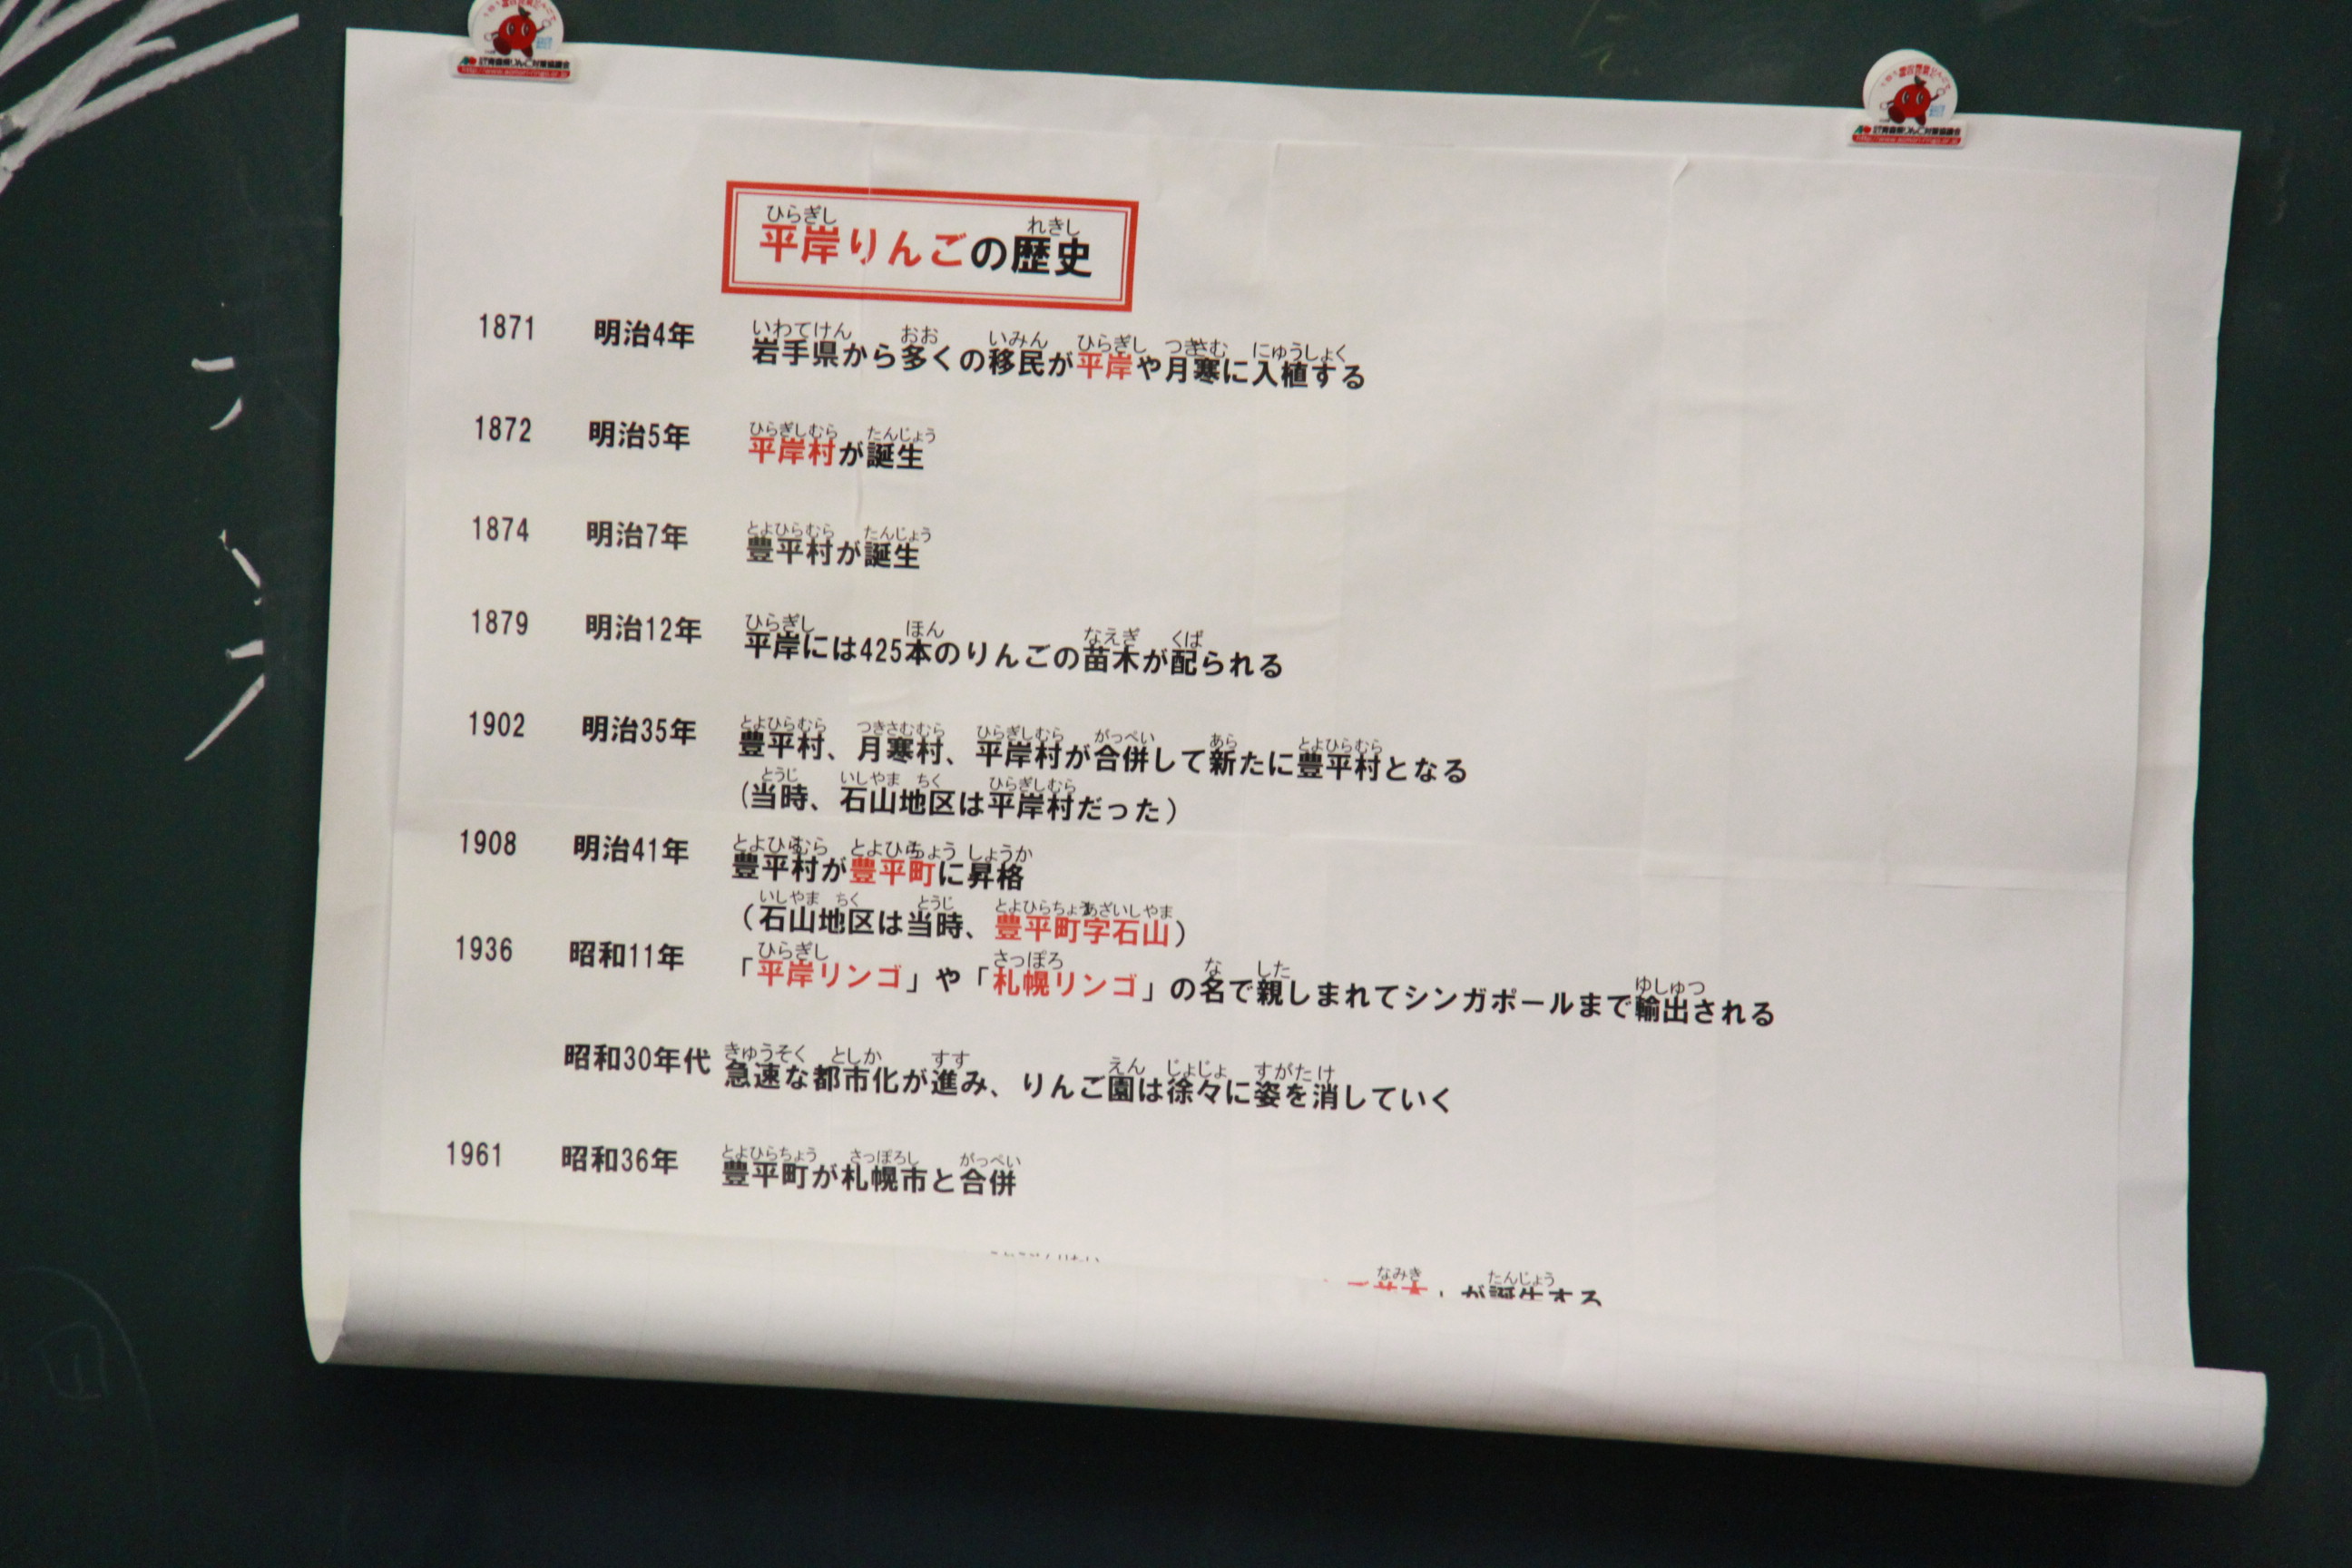 平岸りんごの歴史
1871 明治4年 岩手県から多くの移民が平岸や月寒に入植する
1872 明治5年 平岸村が誕生
1874 明治7年 豊平村が誕生
1879 明治12年 平岸には425本のりんごの苗木が配られる
1902 明治35年 豊平村、月寒村、平岸村が合併して新たに豊平村となる
(当時、石山地区は平岸村だった)
1908 明治41年 豊平村が豊平町に昇格
(石山地区は当時、豊平町字石山)
1936 昭和11年 「平岸リンゴ」や「札幌リンゴ」の名で親しまれてシンガポールまで輸出される
昭和30年代 急速な都市化が進み、りんご園は徐々に姿を消していく
1961 昭和36年 豊平町が札幌市と合併
」が誕生する